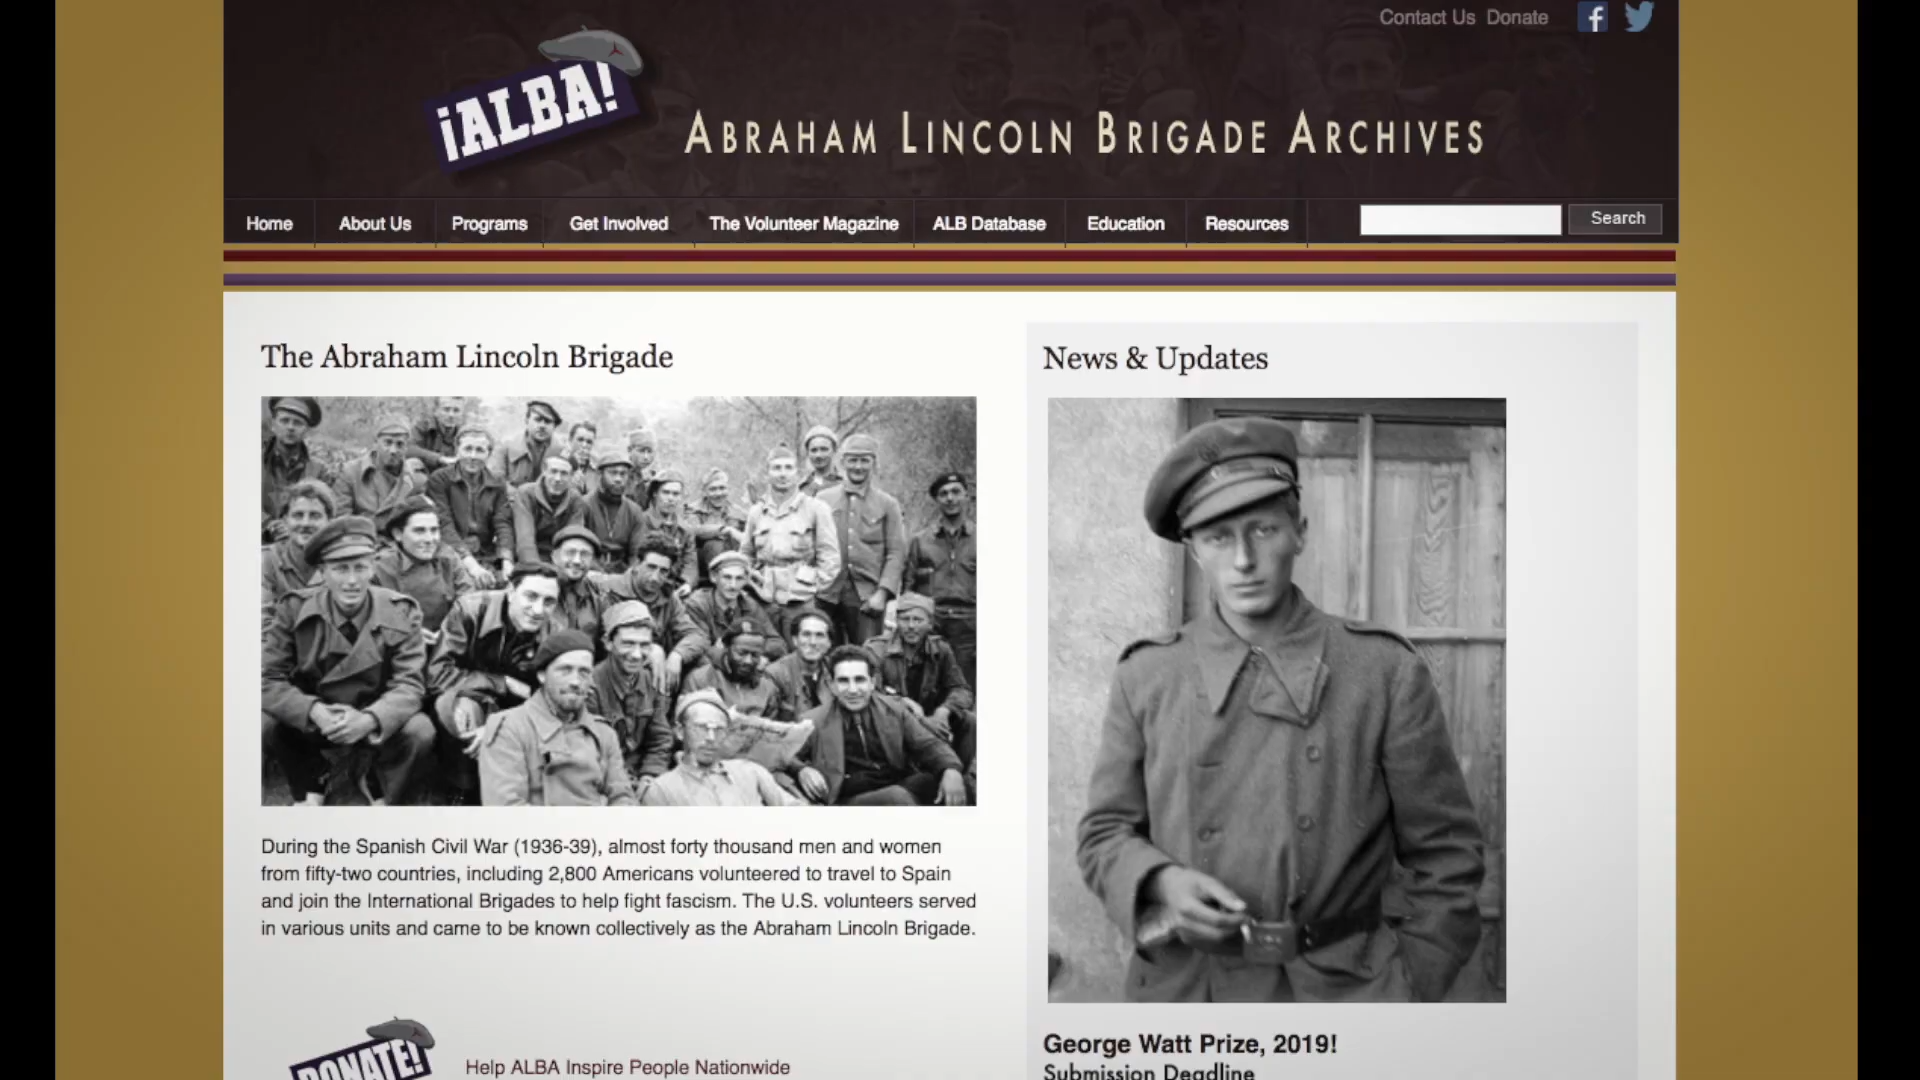 Contact Us Donate
¡ALBA!
ABRAHAM LINCOLN BRIGADE ARCHIVES
Home About Us Programs Get Involved The Volunteer Magazine ALB Database Education Resources Search
The Abraham Lincoln Brigade
During the Spanish Civil War (1936-39), almost forty thousand men and women
from fifty-two countries, including 2,800 Americans volunteered to travel to Spain
and join the International Brigades to help fight fascism. The U.S. volunteers served
in various units and came to be known collectively as the Abraham Lincoln Brigade.
DONATE!
Help ALBA Inspire People Nationwide
News & Updates
George Watt Prize, 2019!
Submission Deadline